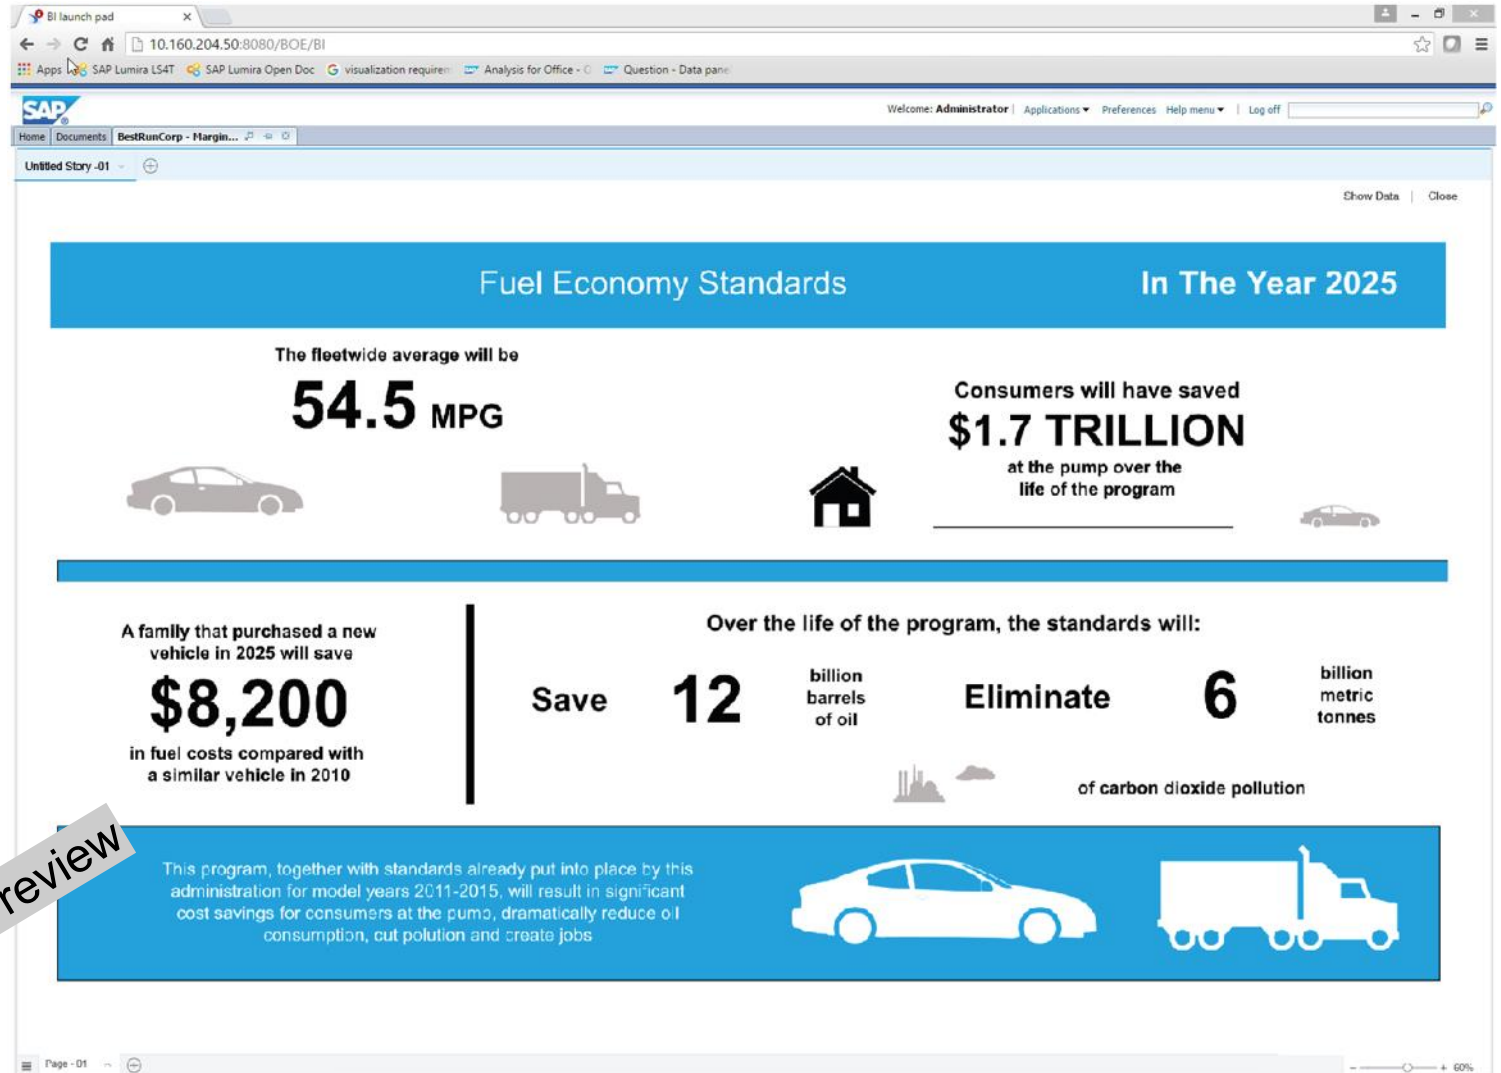 BI launch pad
10.160.204.50:8080/BOE/BI
Apps SAP Lumira LS4T SAP Lumira Open Doc visualization requirem Analysis for Office - Question - Data pane
SAP
Welcome: Administrator | Applications Preferences Help menu | Log off
Home Documents BestRunCorp - Margin...
Untitled Story -01
Show Data | Close
Fuel Economy Standards In The Year 2025
The fleetwide average will be
54.5 MPG
Consumers will have saved
$1.7 TRILLION
at the pump over the
life of the program
A family that purchased a new
vehicle in 2025 will save
$8,200
in fuel costs compared with
a similar vehicle in 2010
Over the life of the program, the standards will:
Save 12 billion
barrels
of oil
Eliminate 6 billion
metric
tonnes
of carbon dioxide pollution
review
This program, together with standards already put into place by this
administration for model years 2011-2015, will result in significant
cost savings for consumers at the pump, dramatically reduce oil
consumption, cut polution and create jobs
Page - 01
60%